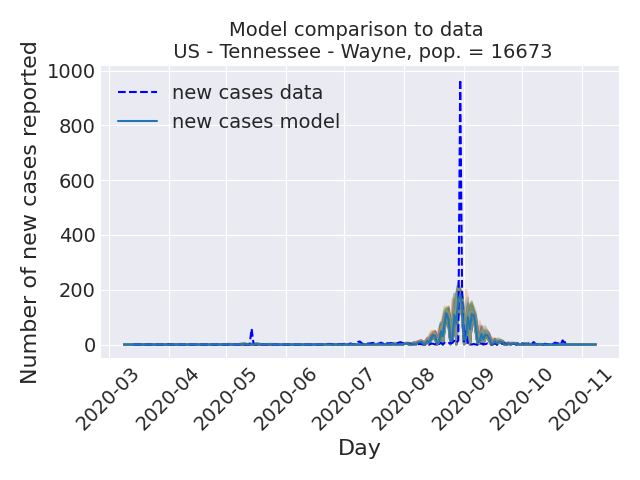 Model comparison to data
US - Tennessee - Wayne, pop. = 16673
Number of new cases reported
1000
800
600
400
200
0
new cases data
new cases model
2020-03
2020-04
2020-05
2020-06
2020-07
2020-08
2020-09
2020-10
2020-11
Day